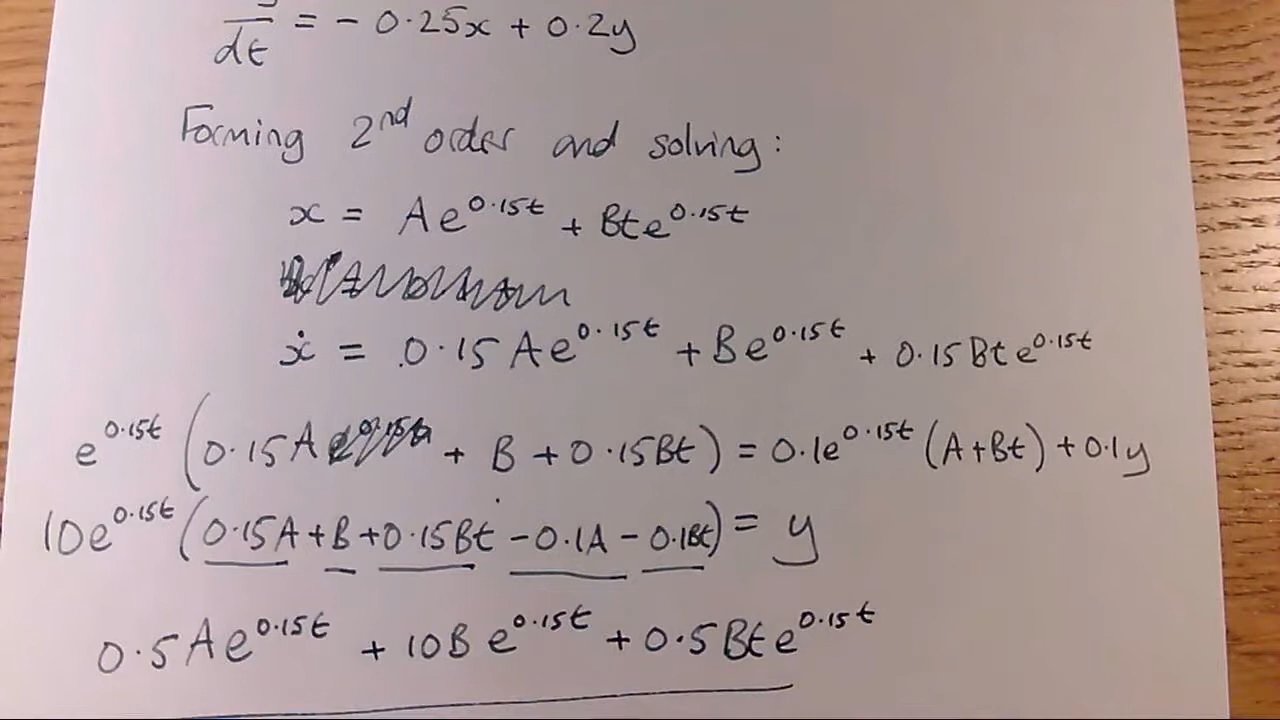 dt = - 0.25x + 0.2y
Forming 2nd order and solving:
x = Ae^0.15t + Bte^0.15t
ẋ = 0.15Ae^0.15t + Be^0.15t + 0.15Bte^0.15t
e^0.15t (0.15A + B + 0.15Bt) = 0.1e^0.15t (A+Bt) + 0.1y
10e^0.15t (0.15A + B + 0.15Bt - 0.1A - 0.1Bt) = y
0.5Ae^0.15t + 10Be^0.15t + 0.5Bte^0.15t